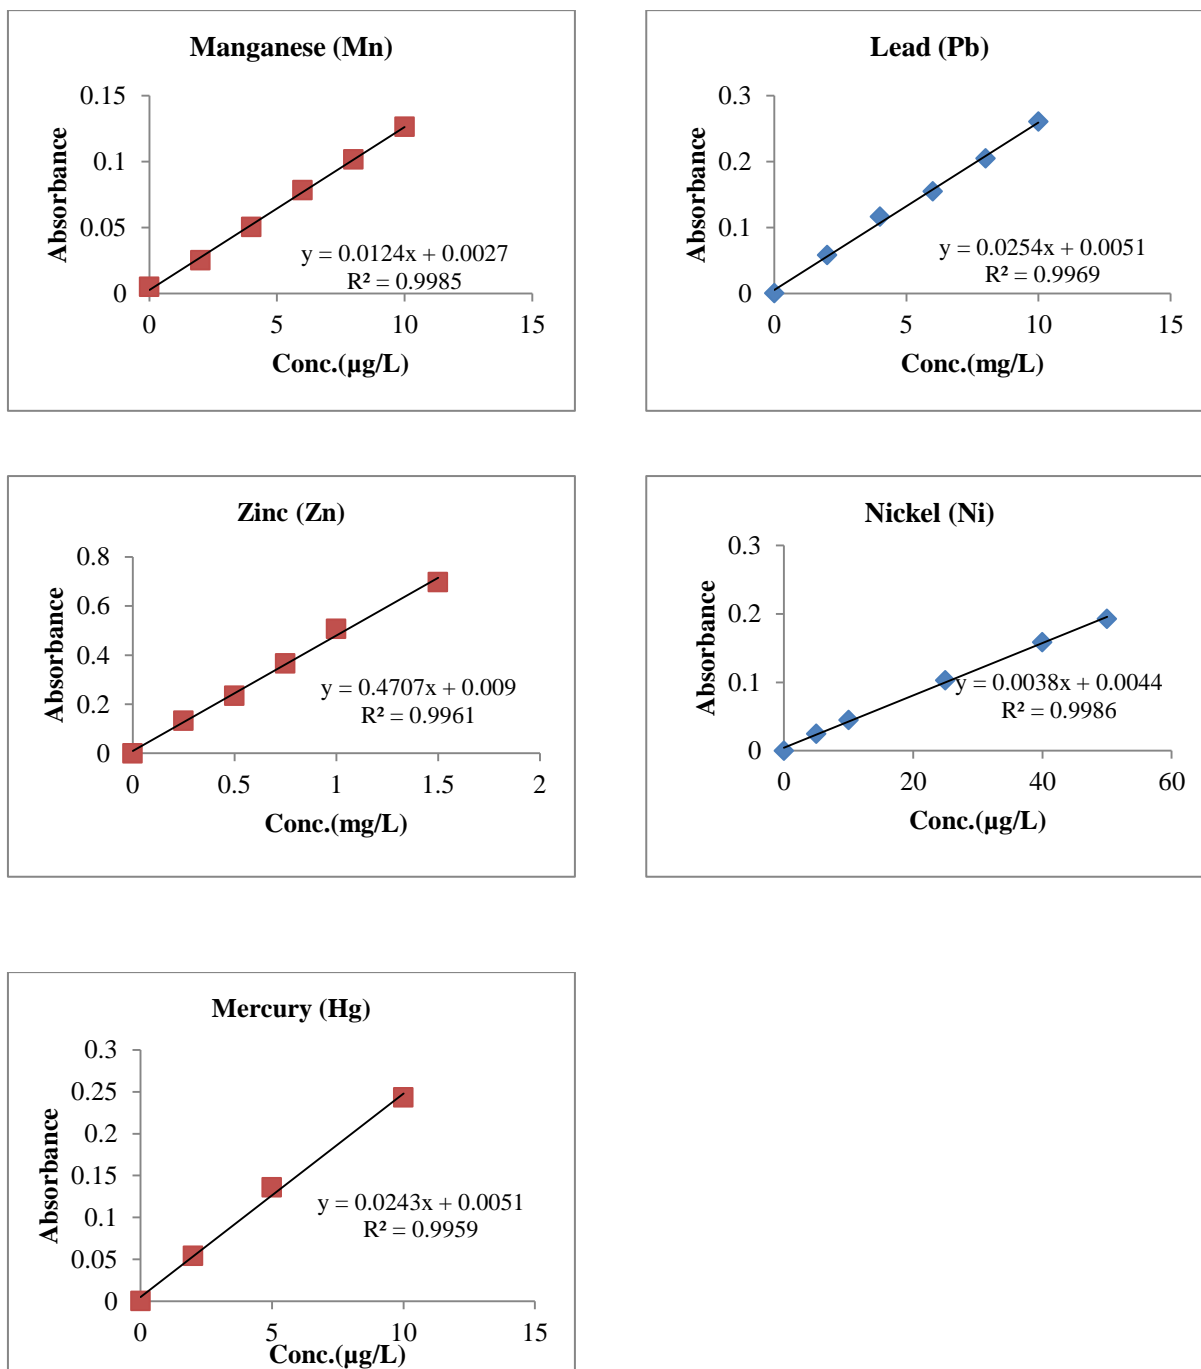 Manganese (Mn)
0.15
0.1
0.05
0
Absorbance
y = 0.0124x + 0.0027
R² = 0.9985
0 5 10 15
Conc.(µg/L)
Lead (Pb)
0.3
0.2
0.1
0
Absorbance
y = 0.0254x + 0.0051
R² = 0.9969
0 5 10 15
Conc.(mg/L)
Zinc (Zn)
0.8
0.6
0.4
0.2
0
Absorbance
y = 0.4707x + 0.009
R² = 0.9961
0 0.5 1 1.5 2
Conc.(mg/L)
Nickel (Ni)
0.3
0.2
0.1
0
Absorbance
y = 0.0038x + 0.0044
R² = 0.9986
0 20 40 60
Conc.(µg/L)
Mercury (Hg)
0.3
0.25
0.2
0.15
0.1
0.05
0
Absorbance
y = 0.0243x + 0.0051
R² = 0.9959
0 5 10 15
Conc.(µg/L)